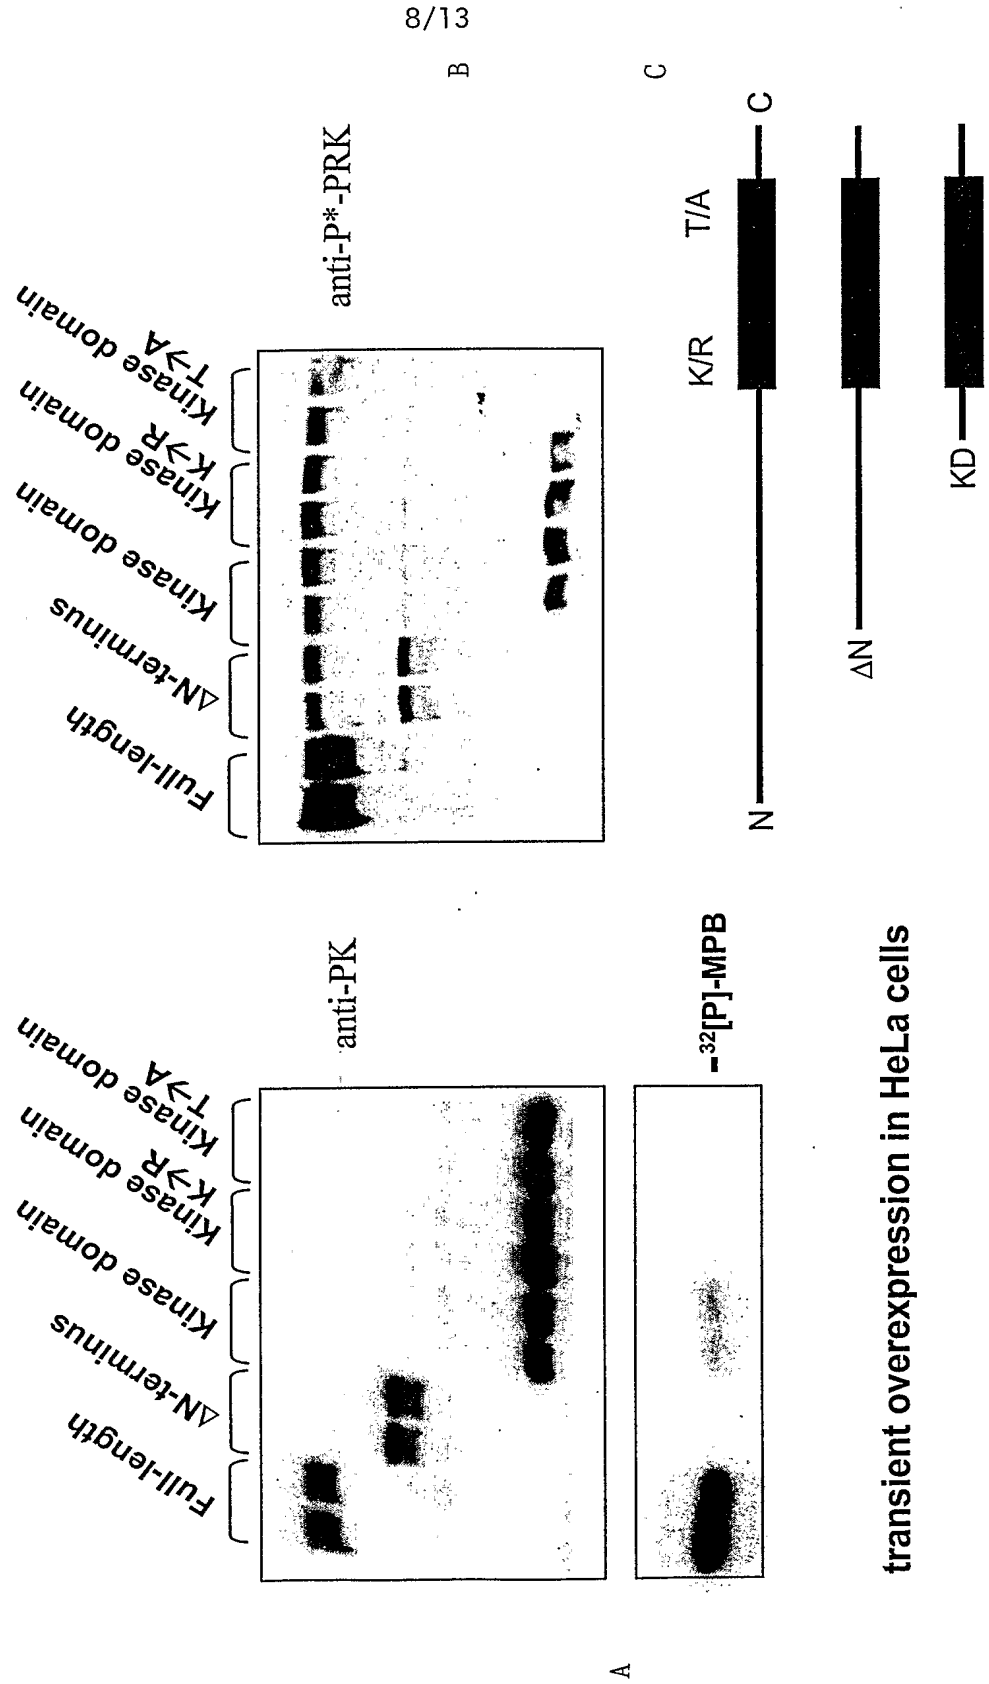 8/13
A
Full-length
ΔN-terminus
Kinase domain
Kinase domain
K→R
Kinase domain
T→A
anti-PK
-³²[P]-MPB
transient overexpression in HeLa cells
B
Full-length
ΔN-terminus
Kinase domain
Kinase domain
K→R
Kinase domain
T→A
anti-P*-PRK
C
K/R T/A
N C
ΔN
KD